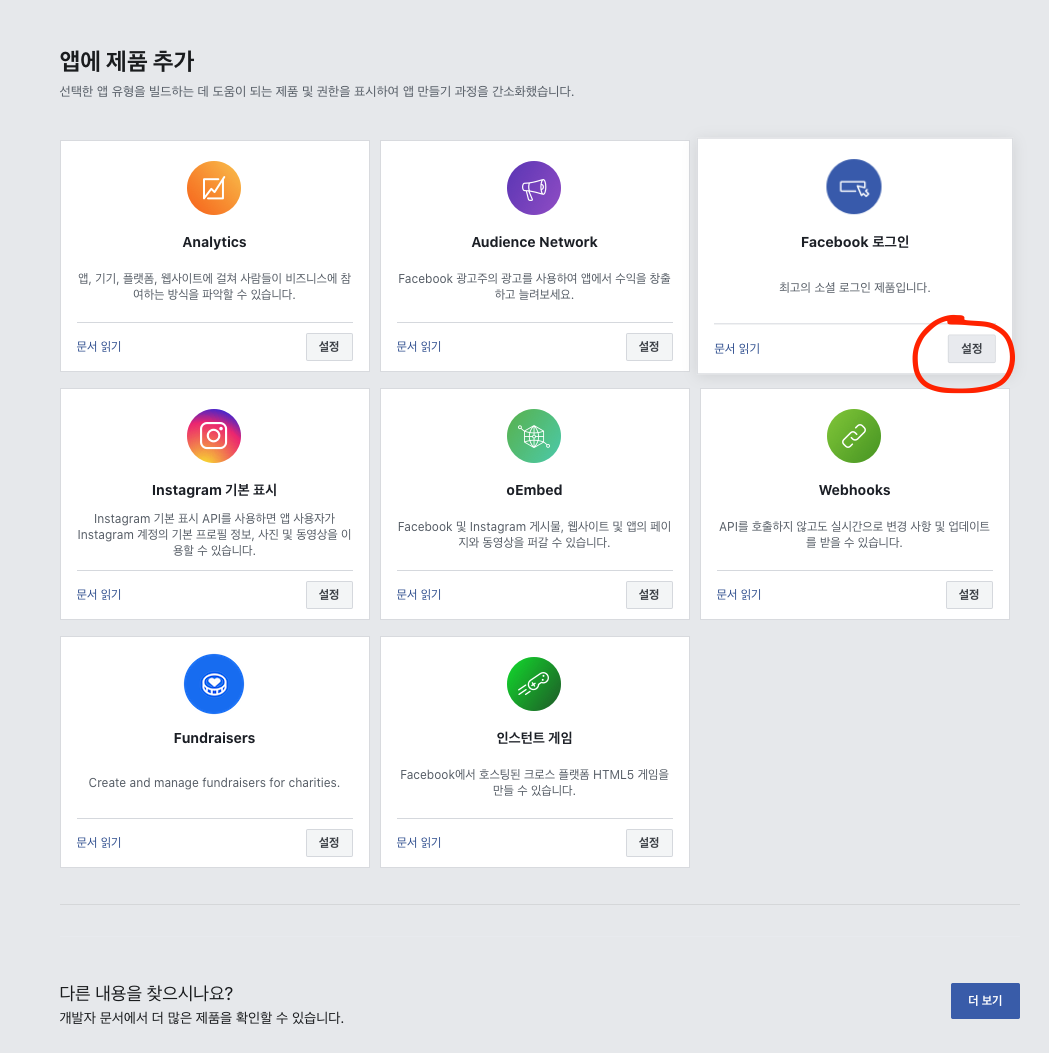 앱에 제품 추가
선택한 앱 유형을 빌드하는 데 도움이 되는 제품 및 권한을 표시하여 앱 만들기 과정을 간소화했습니다.
Analytics
앱, 기기, 플랫폼, 웹사이트에 걸쳐 사람들이 비즈니스에 참
여하는 방식을 파악할 수 있습니다.
문서 읽기
설정
Audience Network
Facebook 광고주의 광고를 사용하여 앱에서 수익을 창출
하고 늘려보세요.
문서 읽기
설정
Facebook 로그인
최고의 소셜 로그인 제품입니다.
문서 읽기
설정
Instagram 기본 표시
Instagram 기본 표시 API를 사용하면 앱 사용자가
Instagram 계정의 기본 프로필 정보, 사진 및 동영상을 이
용할 수 있습니다.
문서 읽기
설정
oEmbed
Facebook 및 Instagram 게시물, 웹사이트 및 앱의 페이
지와 동영상을 퍼갈 수 있습니다.
문서 읽기
설정
Webhooks
API를 호출하지 않고도 실시간으로 변경 사항 및 업데이트
를 받을 수 있습니다.
문서 읽기
설정
Fundraisers
Create and manage fundraisers for charities.
문서 읽기
설정
인스턴트 게임
Facebook에서 호스팅된 크로스 플랫폼 HTML5 게임을
만들 수 있습니다.
문서 읽기
설정
다른 내용을 찾으시나요?
개발자 문서에서 더 많은 제품을 확인할 수 있습니다.
더 보기